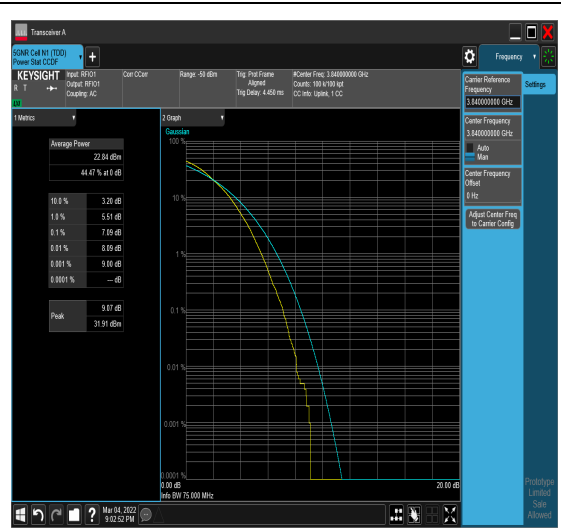 Transceiver A
5GNR Cell N1 (TDD)
Power Stat CCDF
Frequency
KEYSIGHT
R T
LV
Input: RFIO1
Output: RFIO1
Coupling: AC
Corr CCorr
Range: -50 dBm
Trig: Prot Frame
Aligned
Trig Delay: 4.450 ms
#Center Freq: 3.840000000 GHz
Counts: 100 k/100 kpt
CC Info: Uplink, 1 CC
Carrier Reference
Frequency
3.840000000 GHz
Settings
Center Frequency
3.840000000 GHz
Auto
Man
Center Frequency
Offset
0 Hz
Adjust Center Freq
to Carrier Config
1 Metrics
Average Power
22.84 dBm
44.47 % at 0 dB
10.0 % 3.20 dB
1.0 % 5.51 dB
0.1 % 7.09 dB
0.01 % 8.09 dB
0.001 % 9.00 dB
0.0001 % --- dB
Peak 9.07 dB
31.91 dBm
2 Graph
Gaussian
100 %
10 %
1 %
0.1 %
0.01 %
0.001 %
0.0001 %
0.00 dB 20.00 dB
Info BW 75.000 MHz
Mar 04, 2022
9:02:52 PM
Prototype
Limited
Sale
Allowed